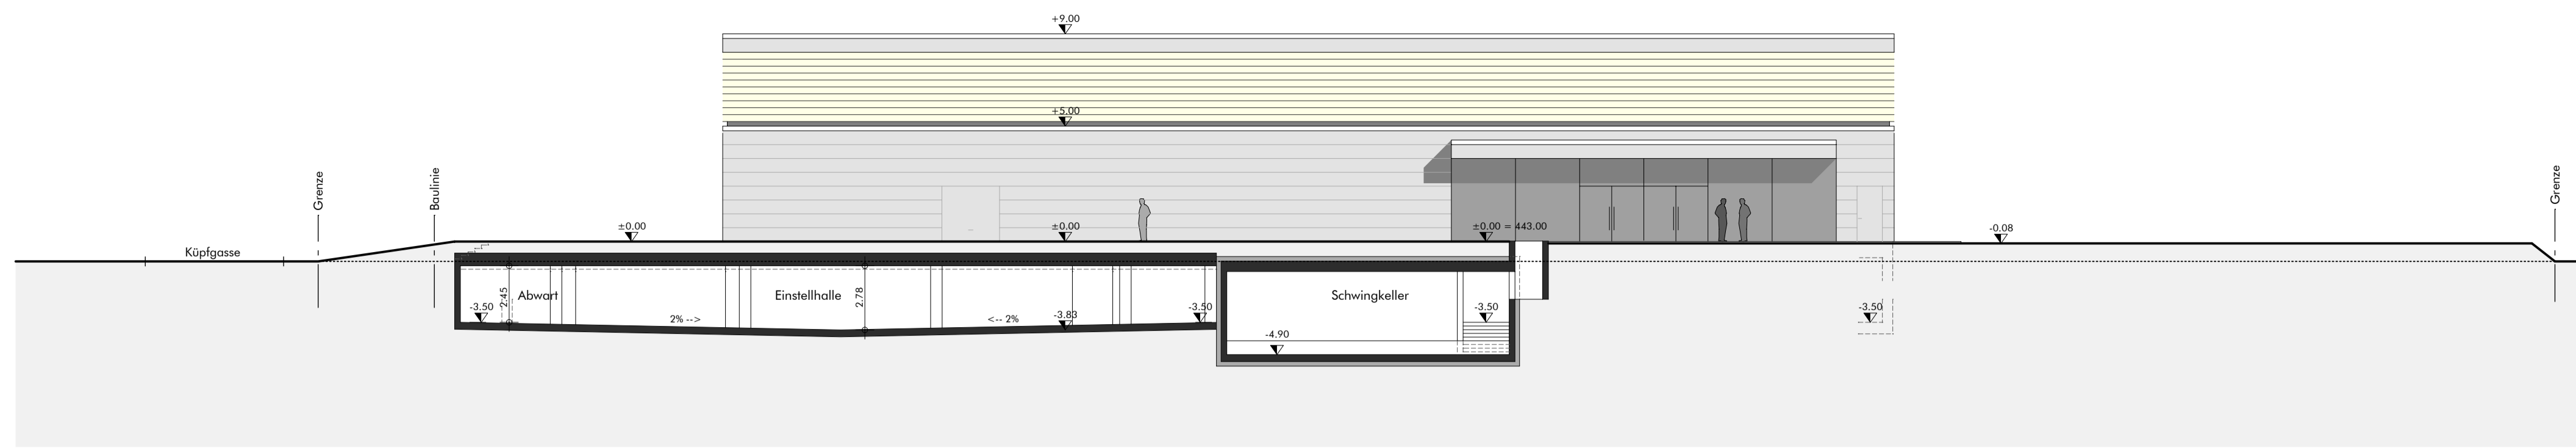 +9.00
+5.00
Grenze
Baulinie
Grenze
±0.00
±0.00
±0.00 = 443.00
-0.08
Küpfgasse
Abwart
Einstellhalle
Schwingkeller
2.45
2.78
-3.50
-3.50
-3.50
-3.50
2% -->
<-- 2%
-3.83
-4.90